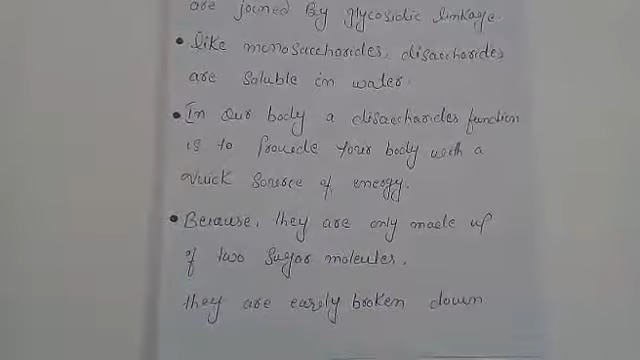 are joined By glycosidic linkage.
• like monosaccharides, disaccharides
are soluble in water.
• In our body a disaccharides function
is to Provide your body with a
Quick Source of energy.
• Because, they are only made up
of two sugar molecules.
they are easely broken down